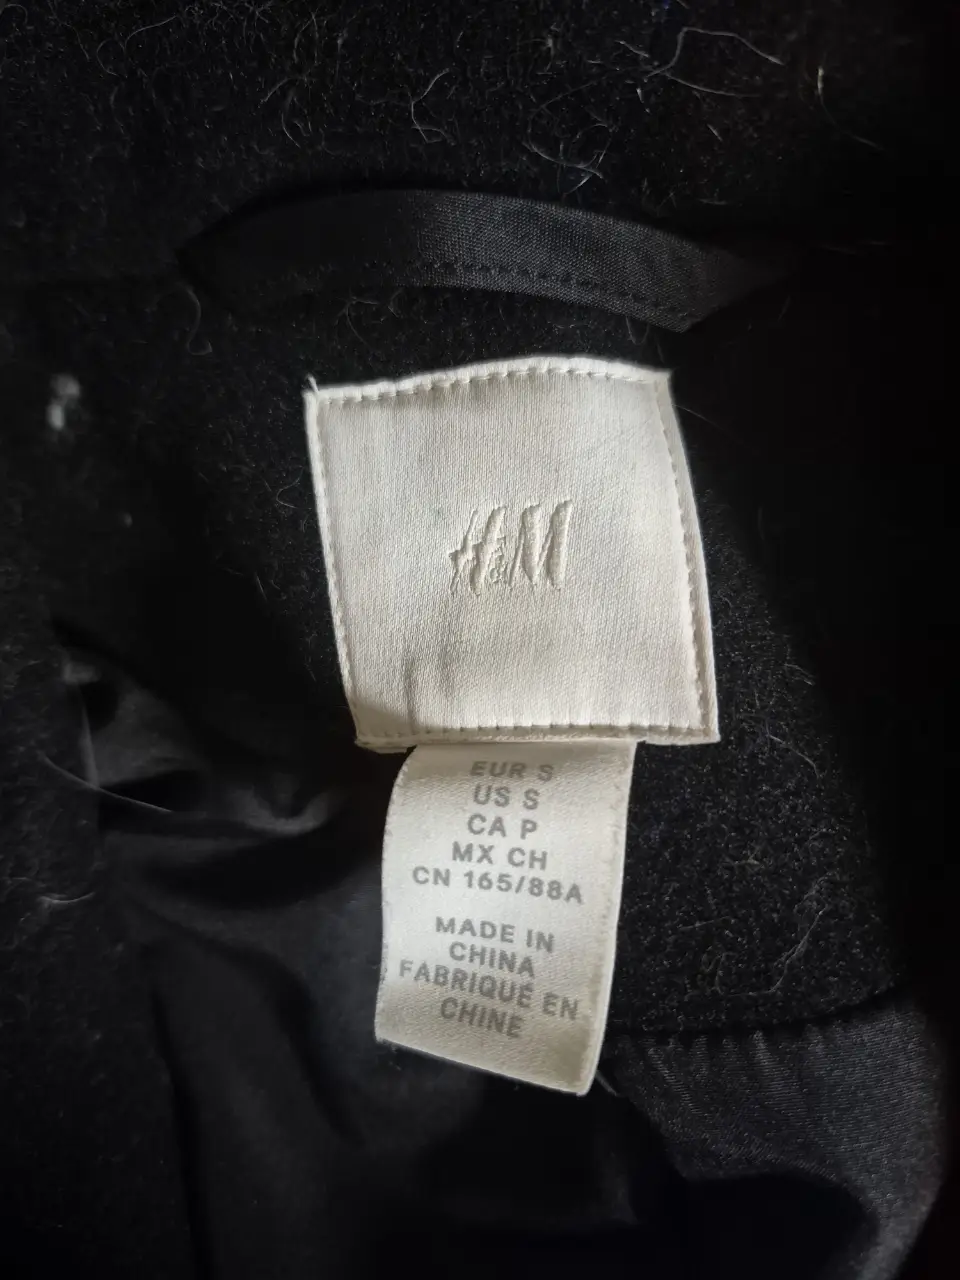 H&M
EUR S
US S
CA P
MX CH
CN 165/88A
MADE IN
CHINA
FABRIQUÉ EN
CHINE